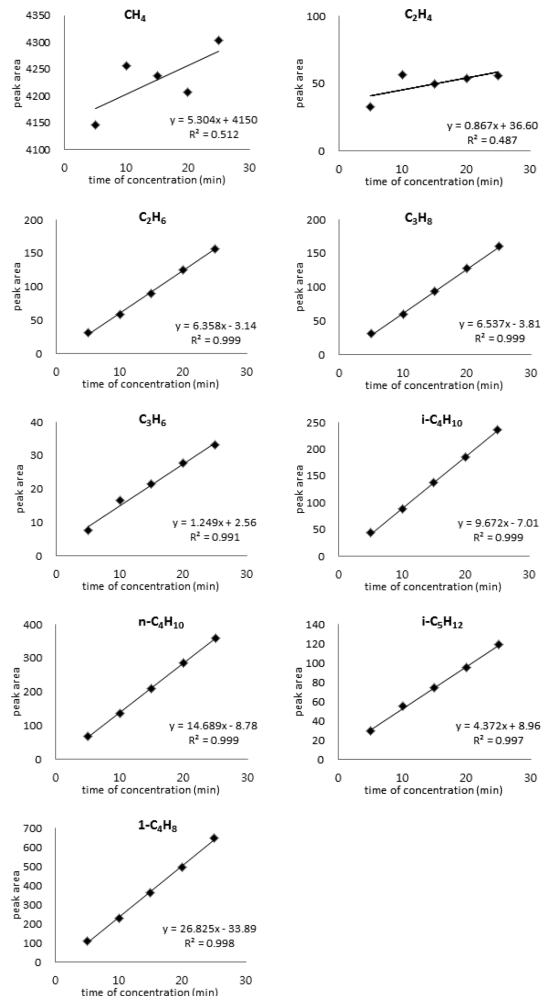 CH₄
4350
4300
4250
4200
4150
4100
peak area
y = 5.304x + 4150
R² = 0.512
0 10 20 30
time of concentration (min)
C₂H₄
100
50
0
peak area
y = 0.867x + 36.60
R² = 0.487
0 10 20 30
time of concentration (min)
C₂H₆
200
150
100
50
0
peak area
y = 6.358x - 3.14
R² = 0.999
0 10 20 30
time of concentration (min)
C₃H₈
200
150
100
50
0
peak area
y = 6.537x - 3.81
R² = 0.999
0 10 20 30
time of concentration (min)
C₃H₆
40
30
20
10
0
peak area
y = 1.249x + 2.56
R² = 0.991
0 10 20 30
time of concentration (min)
i-C₄H₁₀
250
200
150
100
50
0
peak area
y = 9.672x - 7.01
R² = 0.999
0 10 20 30
time of concentration (min)
n-C₄H₁₀
400
300
200
100
0
peak area
y = 14.689x - 8.78
R² = 0.999
0 10 20 30
time of concentration (min)
i-C₅H₁₂
140
120
100
80
60
40
20
0
peak area
y = 4.372x + 8.96
R² = 0.997
0 10 20 30
time of concentration (min)
1-C₄H₈
700
600
500
400
300
200
100
0
peak area
y = 26.825x - 33.89
R² = 0.998
0 10 20 30
time of concentration (min)